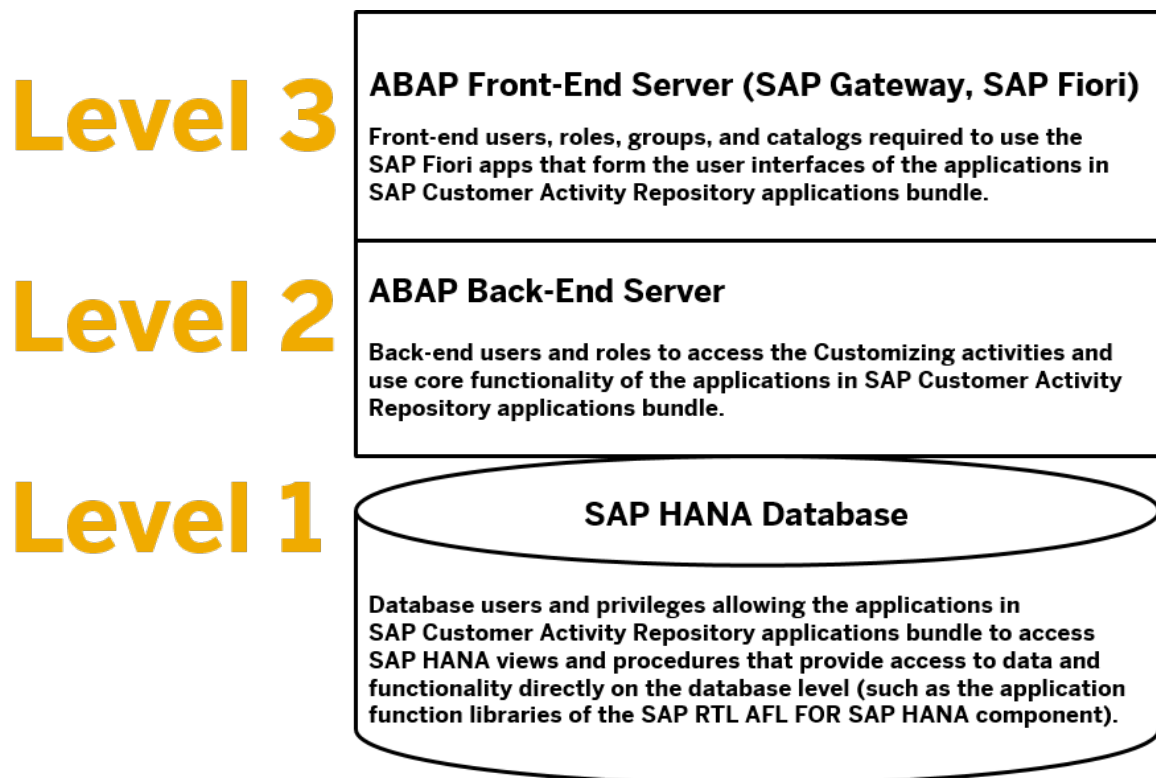 Level 3
ABAP Front-End Server (SAP Gateway, SAP Fiori)
Front-end users, roles, groups, and catalogs required to use the
SAP Fiori apps that form the user interfaces of the applications in
SAP Customer Activity Repository applications bundle.
Level 2
ABAP Back-End Server
Back-end users and roles to access the Customizing activities and
use core functionality of the applications in SAP Customer Activity
Repository applications bundle.
Level 1
SAP HANA Database
Database users and privileges allowing the applications in
SAP Customer Activity Repository applications bundle to access
SAP HANA views and procedures that provide access to data and
functionality directly on the database level (such as the application
function libraries of the SAP RTL AFL FOR SAP HANA component).